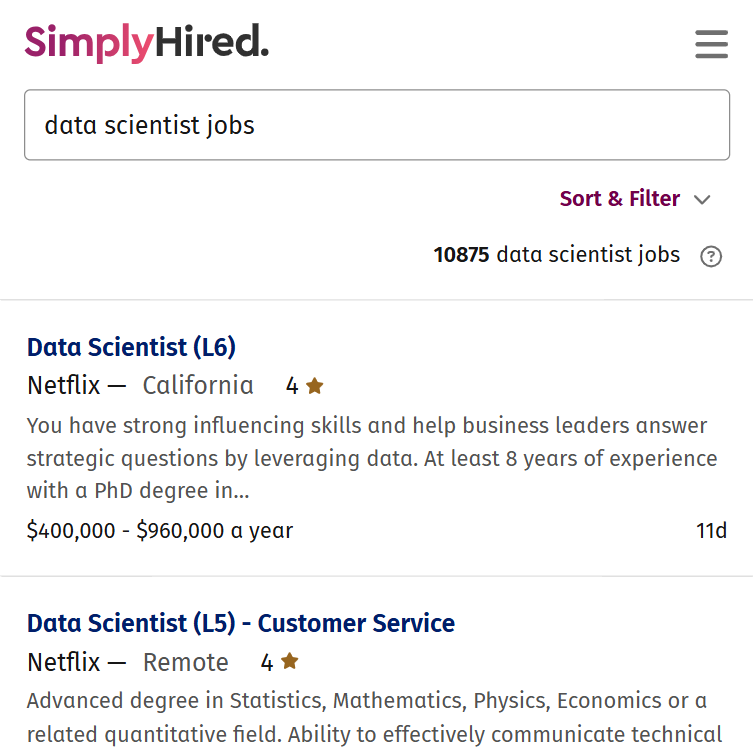 SimplyHired.
data scientist jobs
Sort & Filter
10875 data scientist jobs ?
Data Scientist (L6)
Netflix — California 4
You have strong influencing skills and help business leaders answer
strategic questions by leveraging data. At least 8 years of experience
with a PhD degree in...
$400,000 - $960,000 a year 11d
Data Scientist (L5) - Customer Service
Netflix — Remote 4
Advanced degree in Statistics, Mathematics, Physics, Economics or a
related quantitative field. Ability to effectively communicate technical